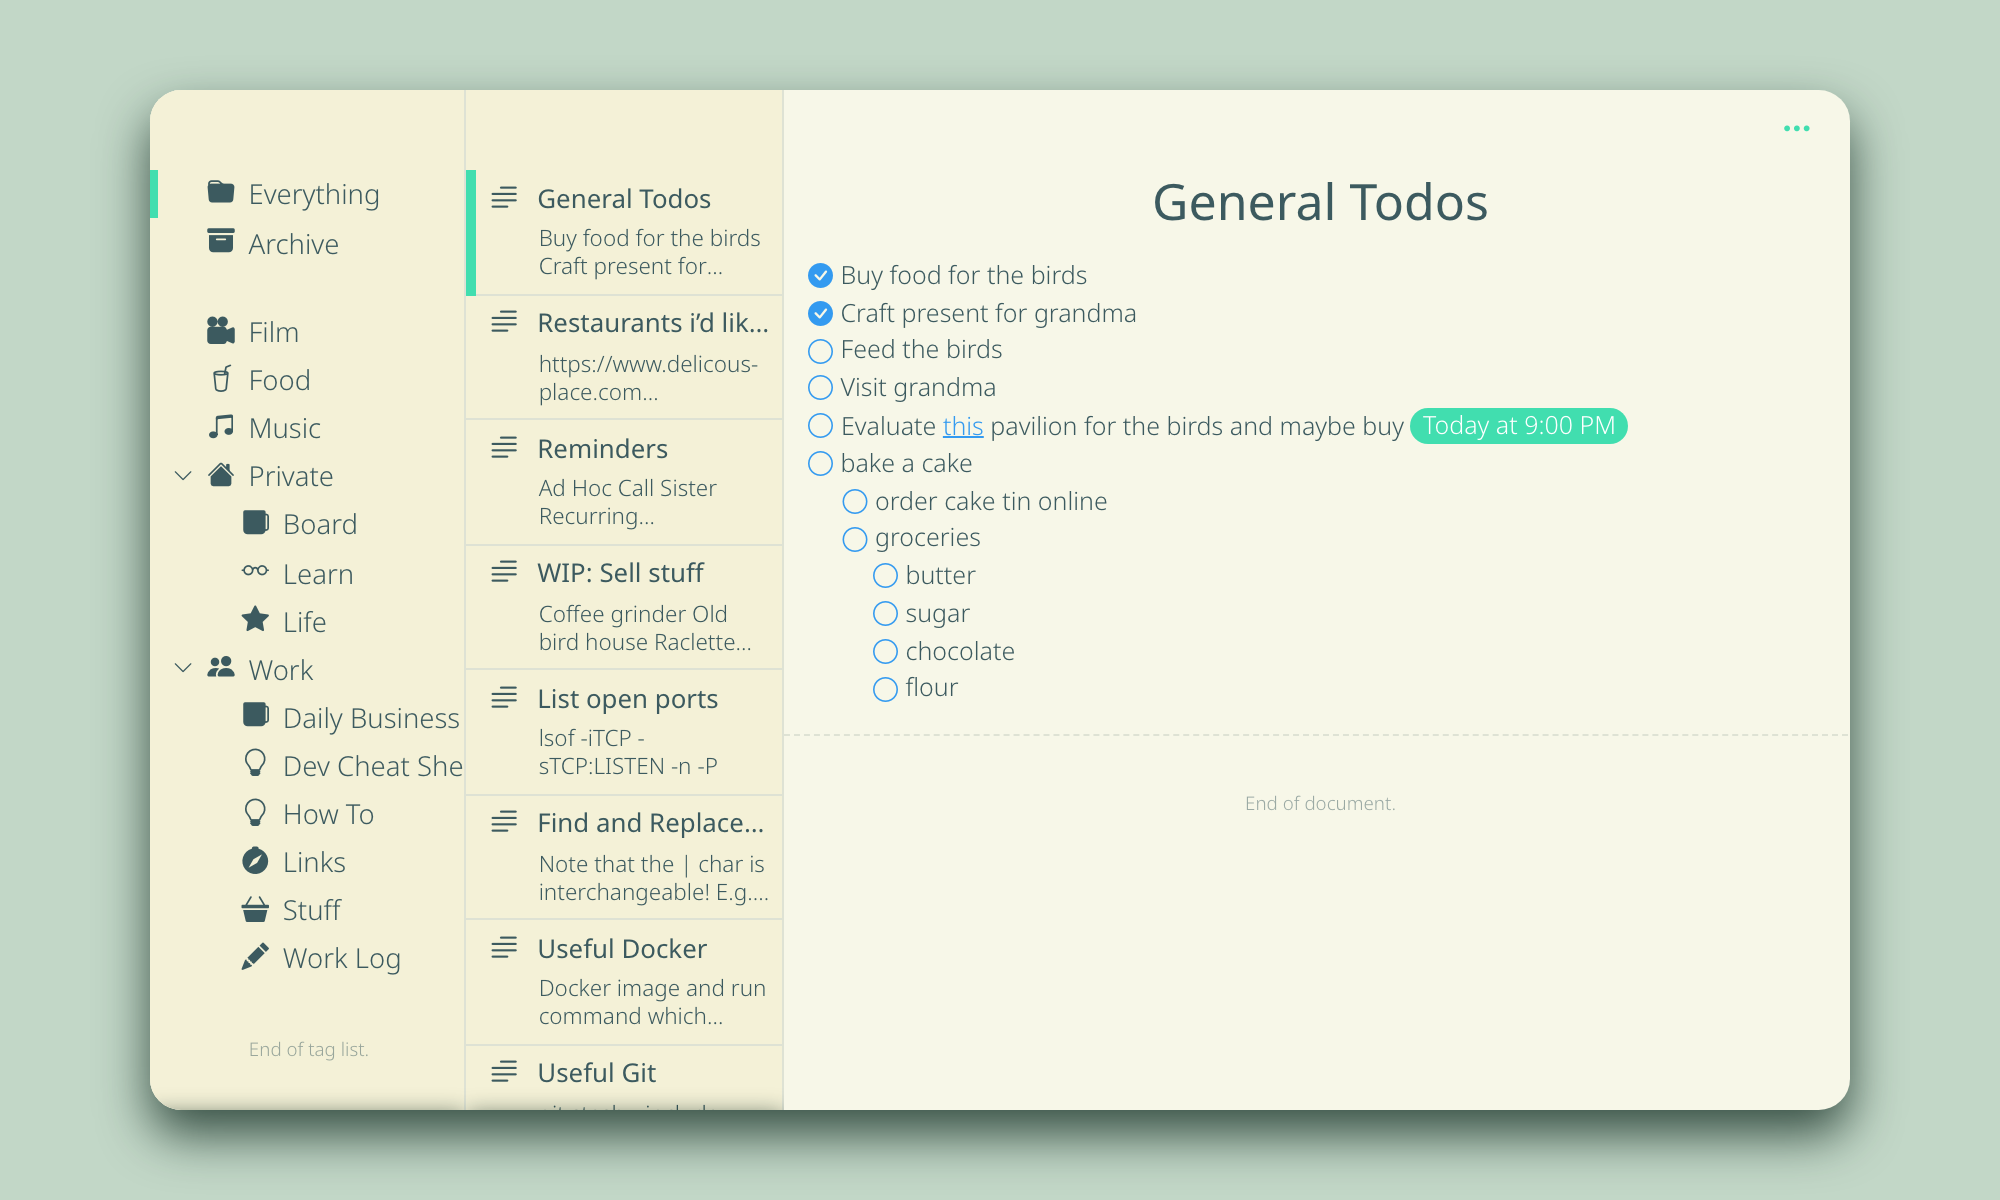 Everything
Archive
Film
Food
Music
Private
Board
Learn
Life
Work
Daily Business
Dev Cheat She
How To
Links
Stuff
Work Log
End of tag list.
General Todos
Buy food for the birds
Craft present for...
Restaurants i'd lik...
https://www.delicous-
place.com...
Reminders
Ad Hoc Call Sister
Recurring...
WIP: Sell stuff
Coffee grinder Old
bird house Raclette...
List open ports
lsof -iTCP -
sTCP:LISTEN -n -P
Find and Replace...
Note that the | char is
interchangeable! E.g....
Useful Docker
Docker image and run
command which...
Useful Git
General Todos
Buy food for the birds
Craft present for grandma
Feed the birds
Visit grandma
Evaluate this pavilion for the birds and maybe buy Today at 9:00 PM
bake a cake
order cake tin online
groceries
butter
sugar
chocolate
flour
End of document.